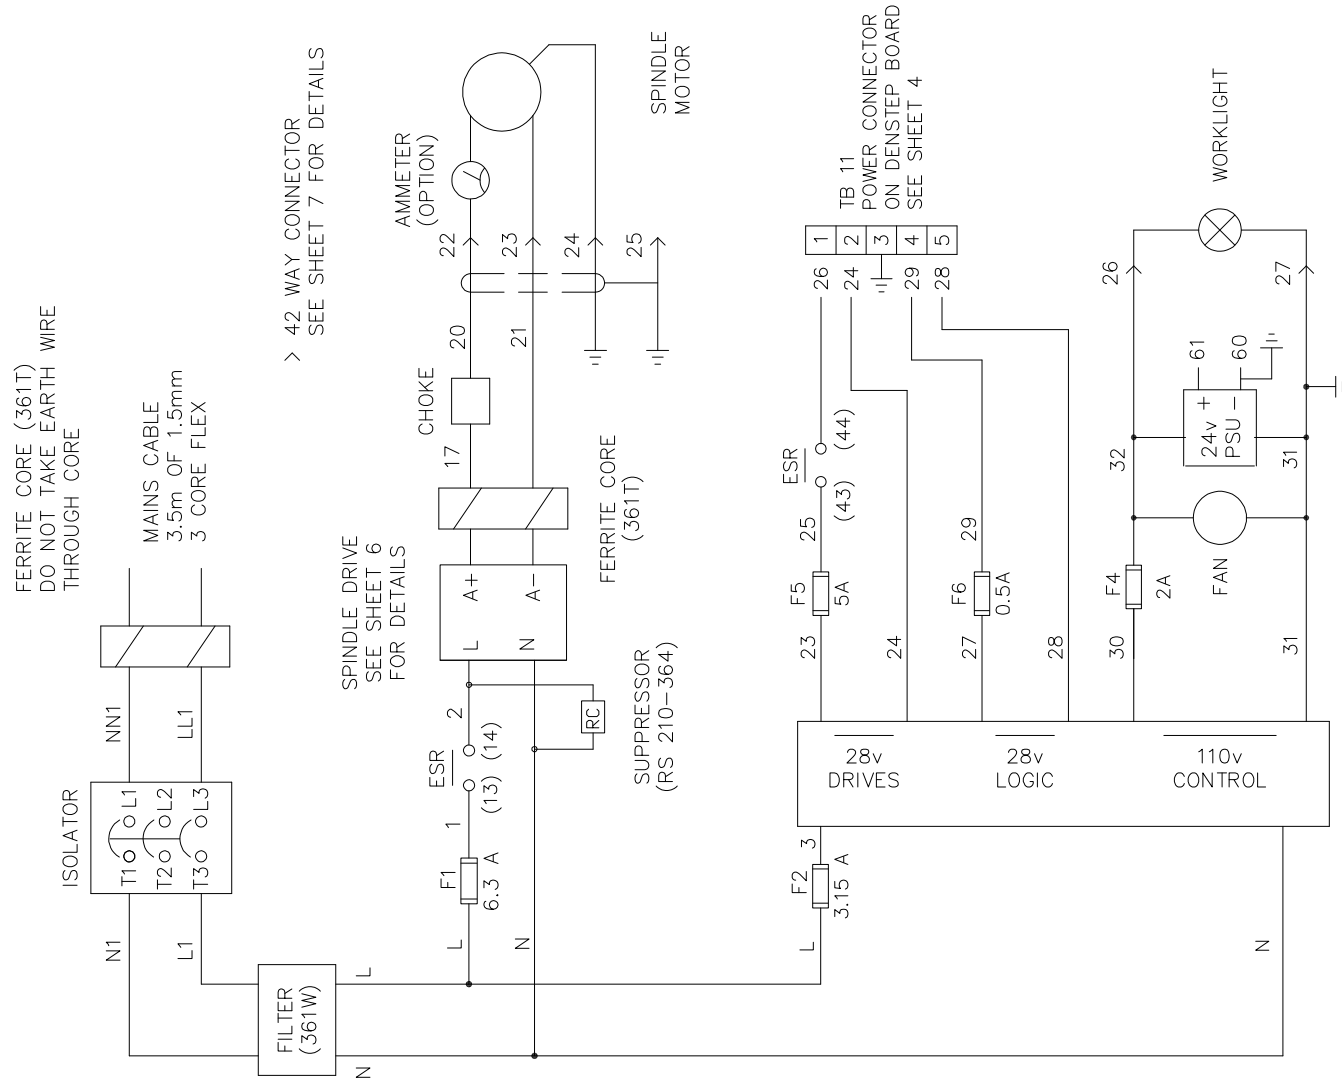 FERRITE CORE (361T)
DO NOT TAKE EARTH WIRE
THROUGH CORE
MAINS CABLE
3.5m OF 1.5mm
3 CORE FLEX
NN1
LL1
ISOLATOR
L1
L2
L3
T1
T2
T3
N1
L1
FILTER
(361W)
L
N
> 42 WAY CONNECTOR
SEE SHEET 7 FOR DETAILS
SPINDLE DRIVE
SEE SHEET 6
FOR DETAILS
L
F1
6.3 A
1
ESR
(13) (14)
2
L
N
A+
A-
17
CHOKE
20
22
AMMETER
(OPTION)
N
21
23
24
25
SPINDLE
MOTOR
RC
SUPPRESSOR
(RS 210-364)
FERRITE CORE
(361T)
L
F2
3.15 A
3
28v
DRIVES
28v
LOGIC
110v
CONTROL
N
23
F5
5A
25
ESR
(43) (44)
26
24
24
27
F6
0.5A
29
29
28
28
1
2
3
4
5
TB 11
POWER CONNECTOR
ON DENSTEP BOARD
SEE SHEET 4
30
F4
2A
32
26
FAN
24v
PSU
+
-
61
60
31
31
27
WORKLIGHT